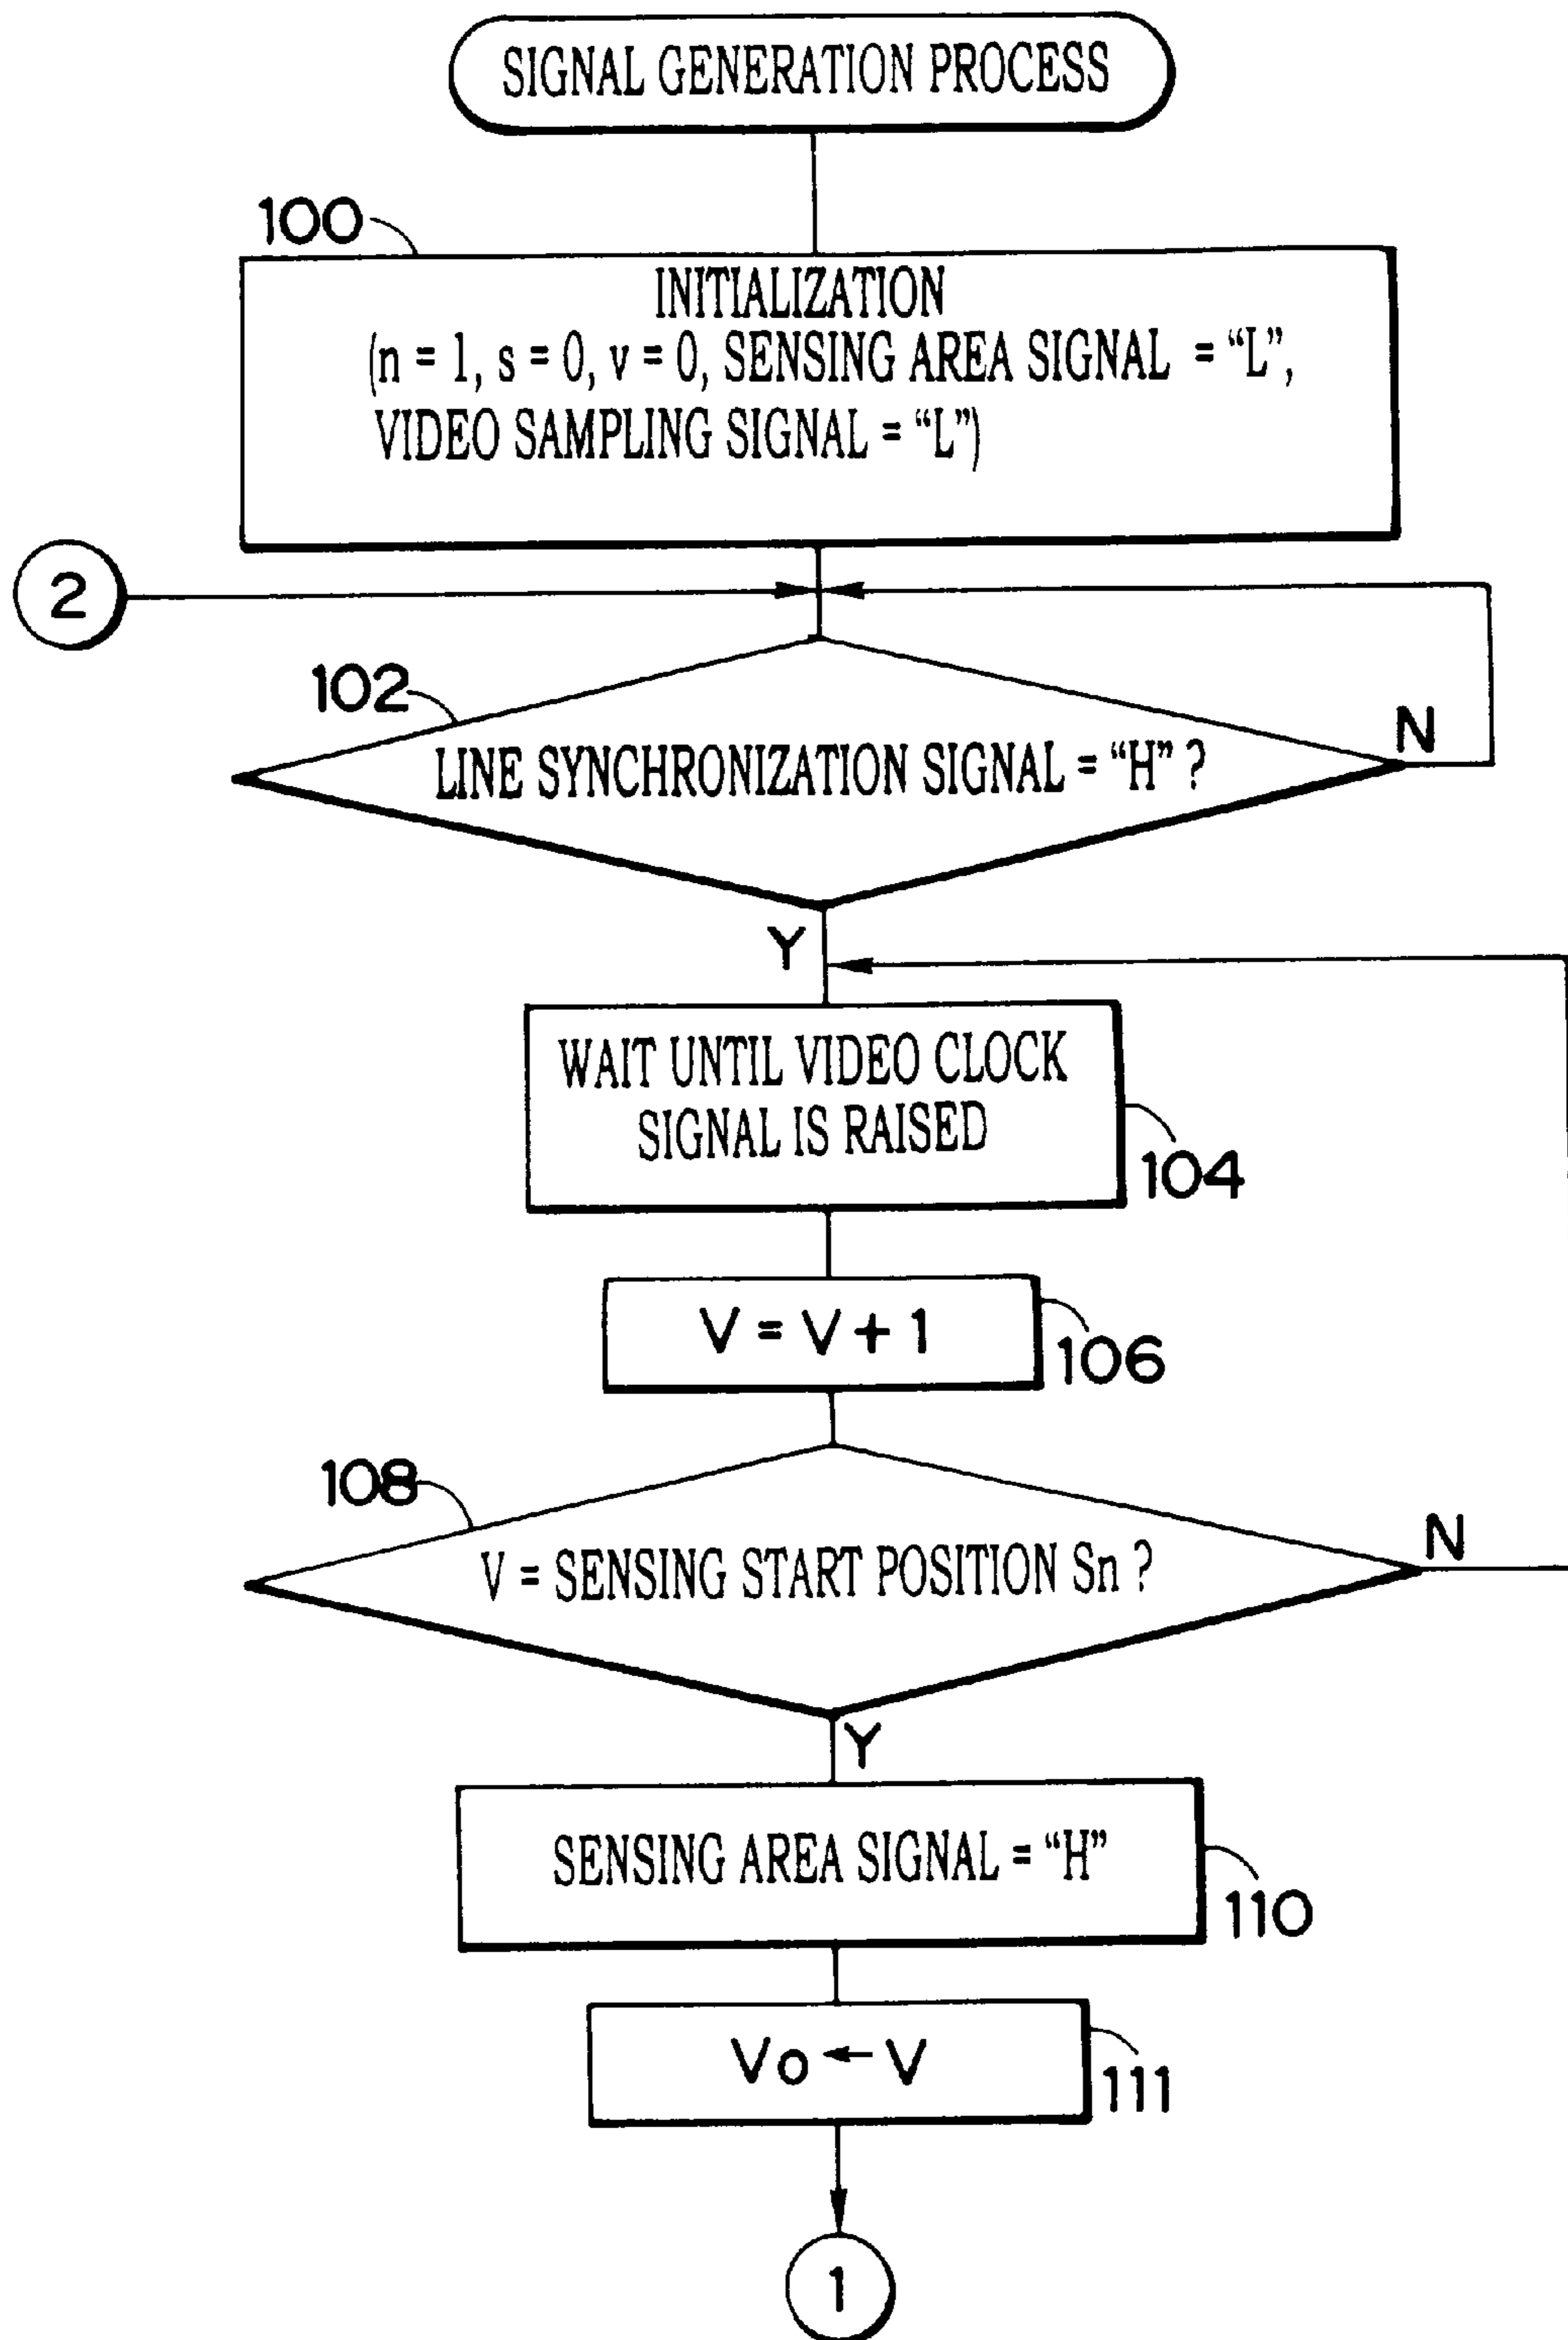 SIGNAL GENERATION PROCESS
100
INITIALIZATION
(n = 1, s = 0, v = 0, SENSING AREA SIGNAL = “L”,
VIDEO SAMPLING SIGNAL = “L”)
2
102
LINE SYNCHRONIZATION SIGNAL = “H” ?
N
Y
WAIT UNTIL VIDEO CLOCK
SIGNAL IS RAISED
104
V = V + 1
106
108
V = SENSING START POSITION Sn ?
N
Y
SENSING AREA SIGNAL = “H”
110
Vo ← V
111
1